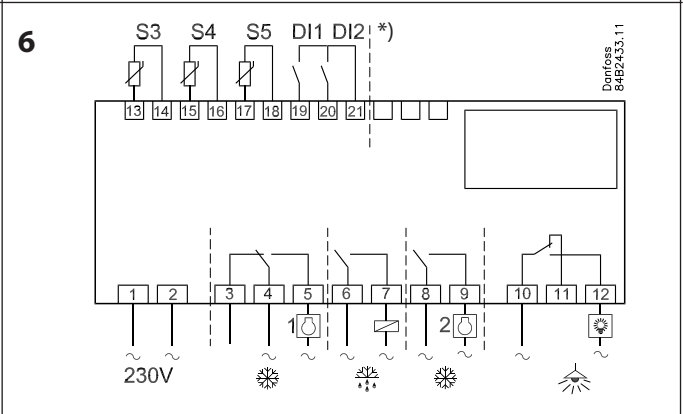 6
S3 S4 S5 DI1 DI2 *)
Danfoss
84B2433.11
13 14 15 16 17 18 19 20 21
1 2 3 4 5 6 7 8 9 10 11 12
1 2
230V